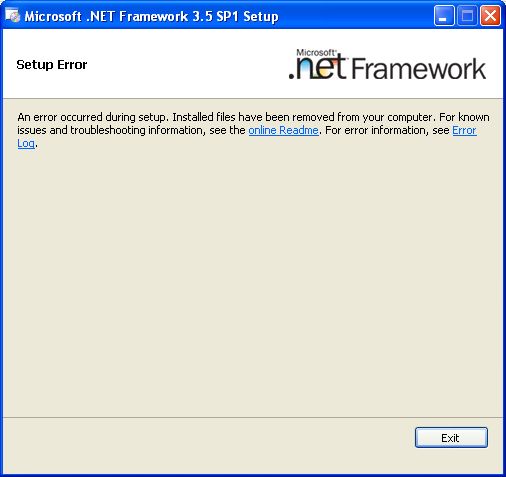 Microsoft .NET Framework 3.5 SP1 Setup
Setup Error
Microsoft
.net Framework
An error occurred during setup. Installed files have been removed from your computer. For known
issues and troubleshooting information, see the online Readme. For error information, see Error
Log.
Exit